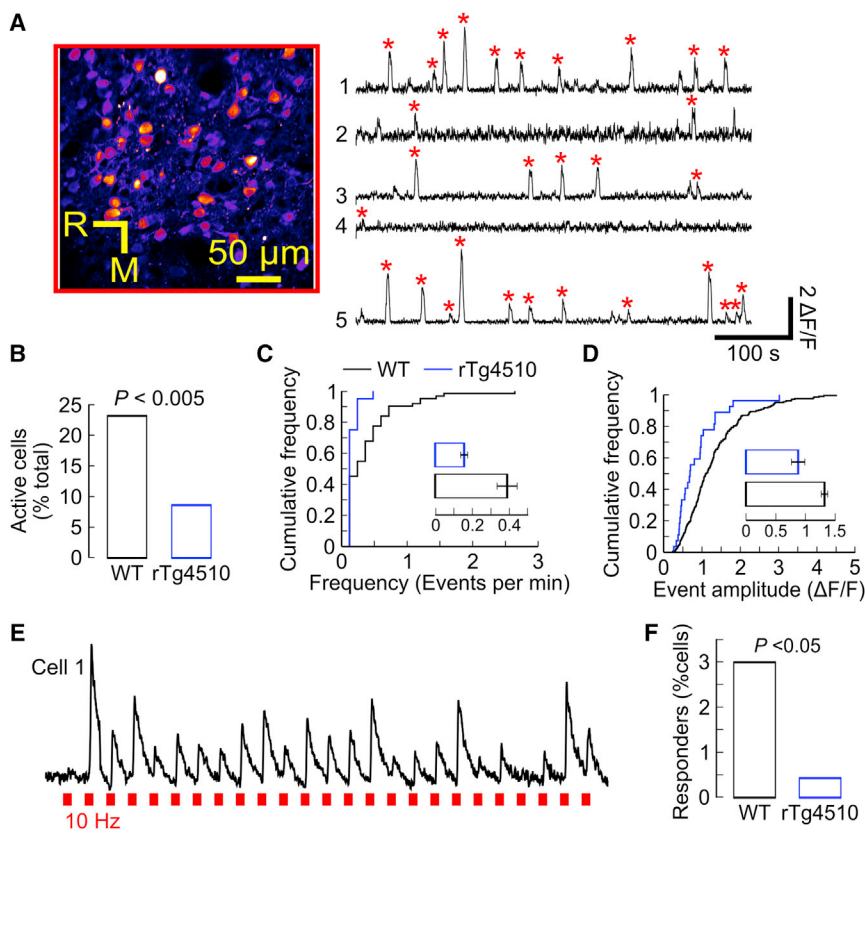 A
R
M
50 µm
1
2
3
4
5
* * * * * * * * * *
* *
* * * * *
*
* * * * * * * * * * * *
2 ΔF/F
100 s
B
P < 0.005
Active cells
(% total)
25
20
15
10
5
0
WT rTg4510
C
WT rTg4510
Cumulative frequency
1
0.8
0.6
0.4
0.2
0
0 0.2 0.4
0 1 2 3
Frequency (Events per min)
D
Cumulative frequency
1
0.8
0.6
0.4
0.2
0
0 0.5 1 1.5
0 1 2 3 4 5
Event amplitude (ΔF/F)
E
Cell 1
10 Hz
F
P <0.05
Responders (%cells)
3
2
1
0
WT rTg4510